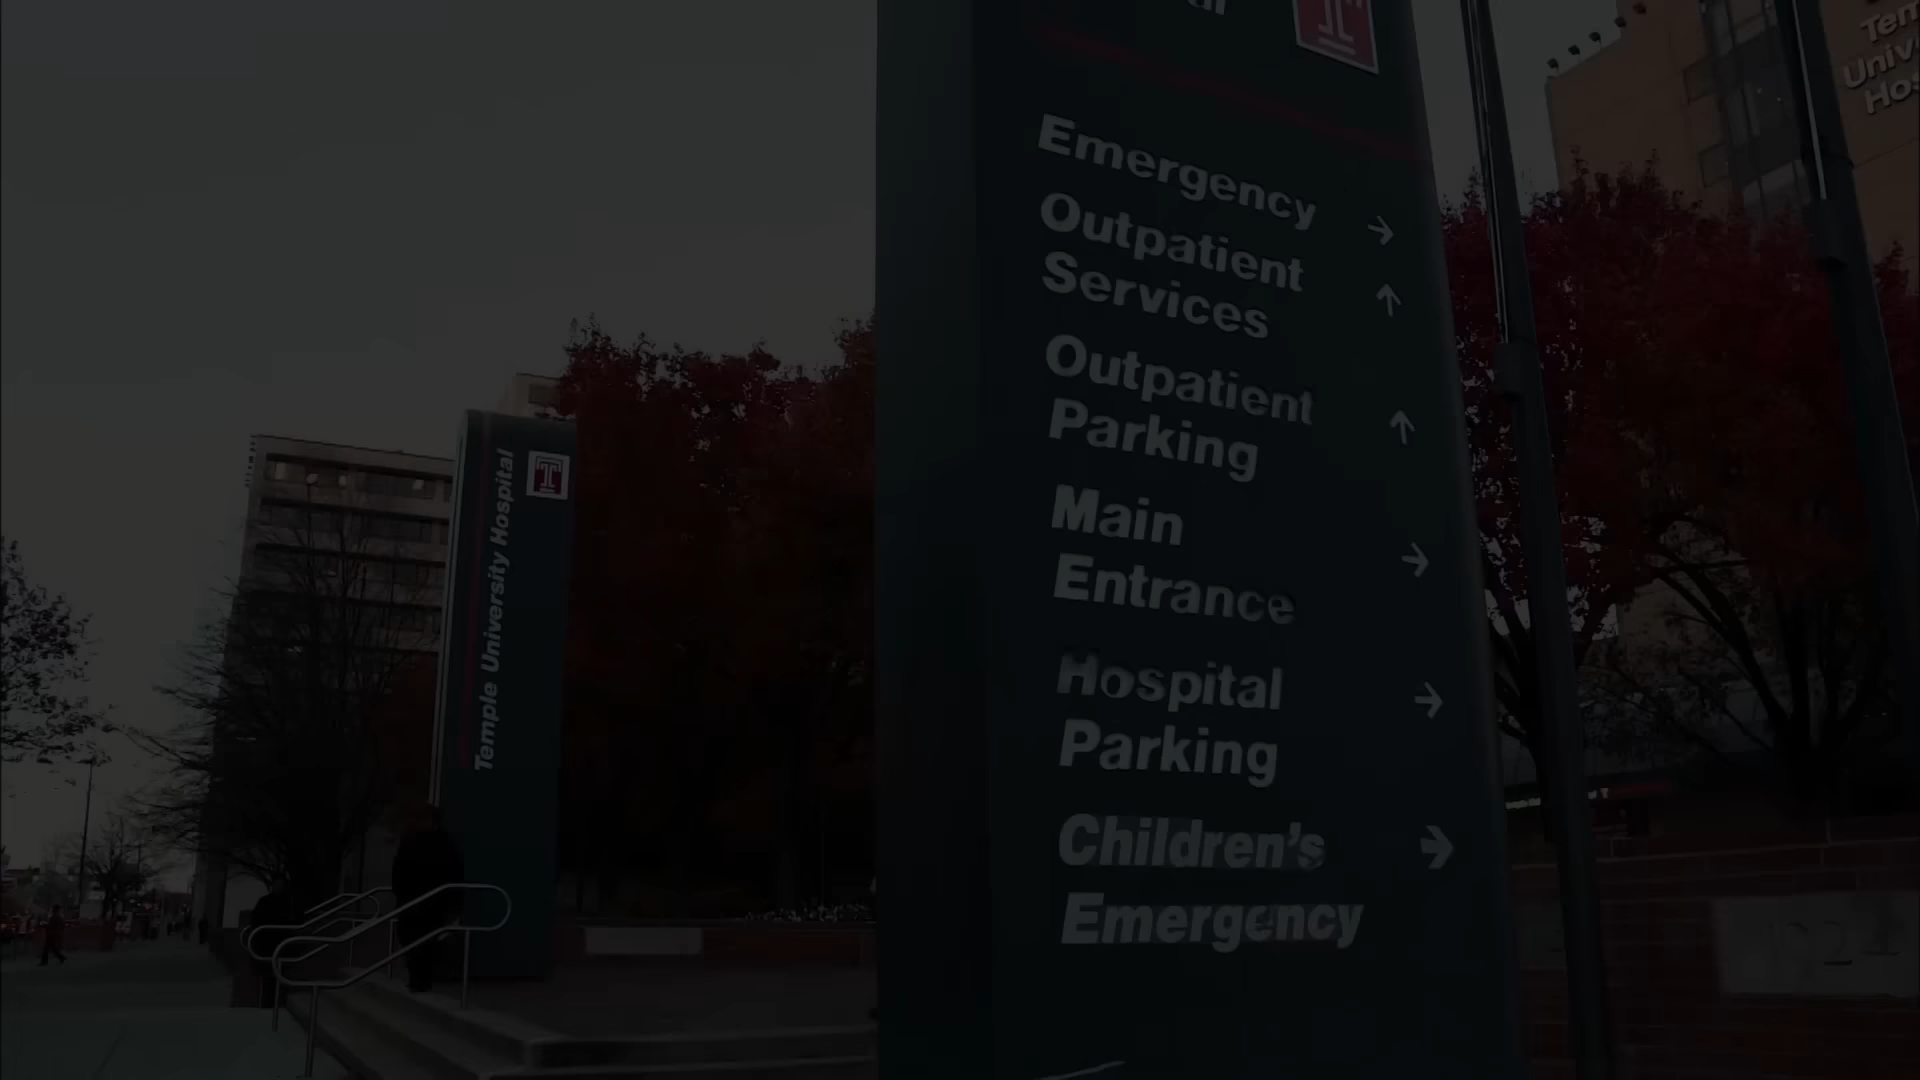 Temple University Hospital
T
T
Emergency →
Outpatient
Services ↑
Outpatient
Parking ↑
Main
Entrance →
Hospital
Parking →
Children's
Emergency →